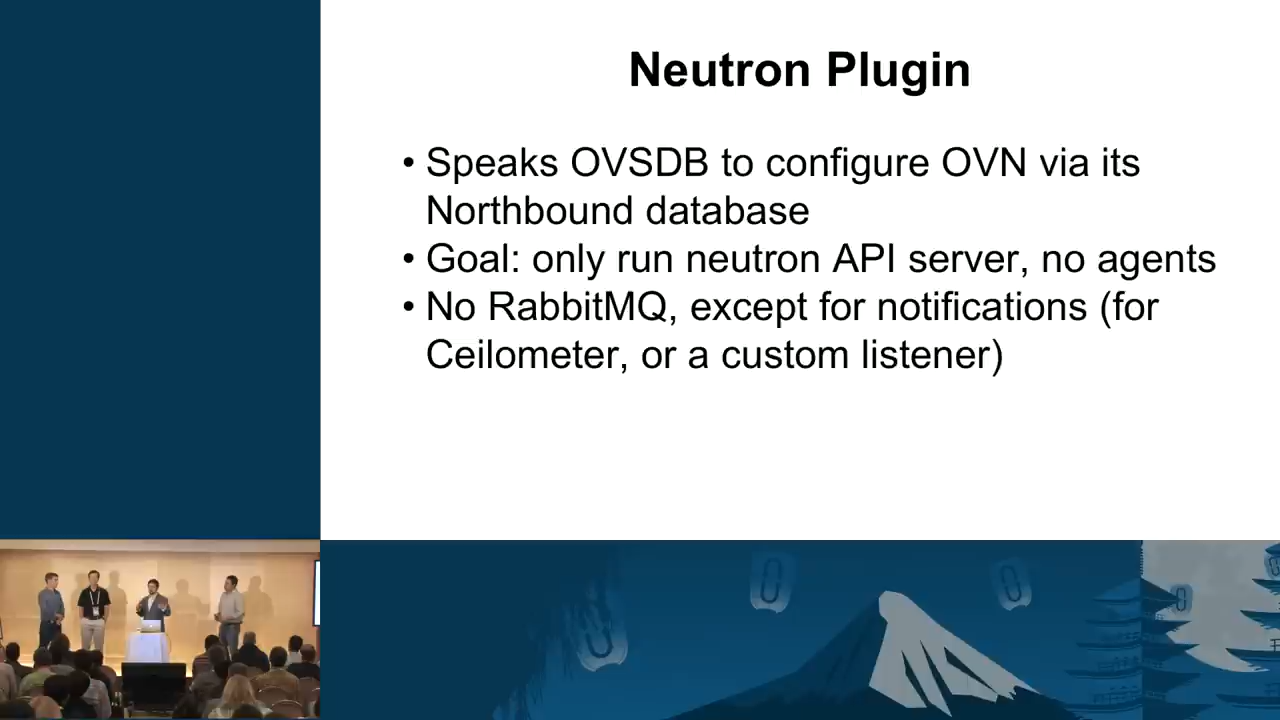 Neutron Plugin
• Speaks OVSDB to configure OVN via its
Northbound database
• Goal: only run neutron API server, no agents
• No RabbitMQ, except for notifications (for
Ceilometer, or a custom listener)